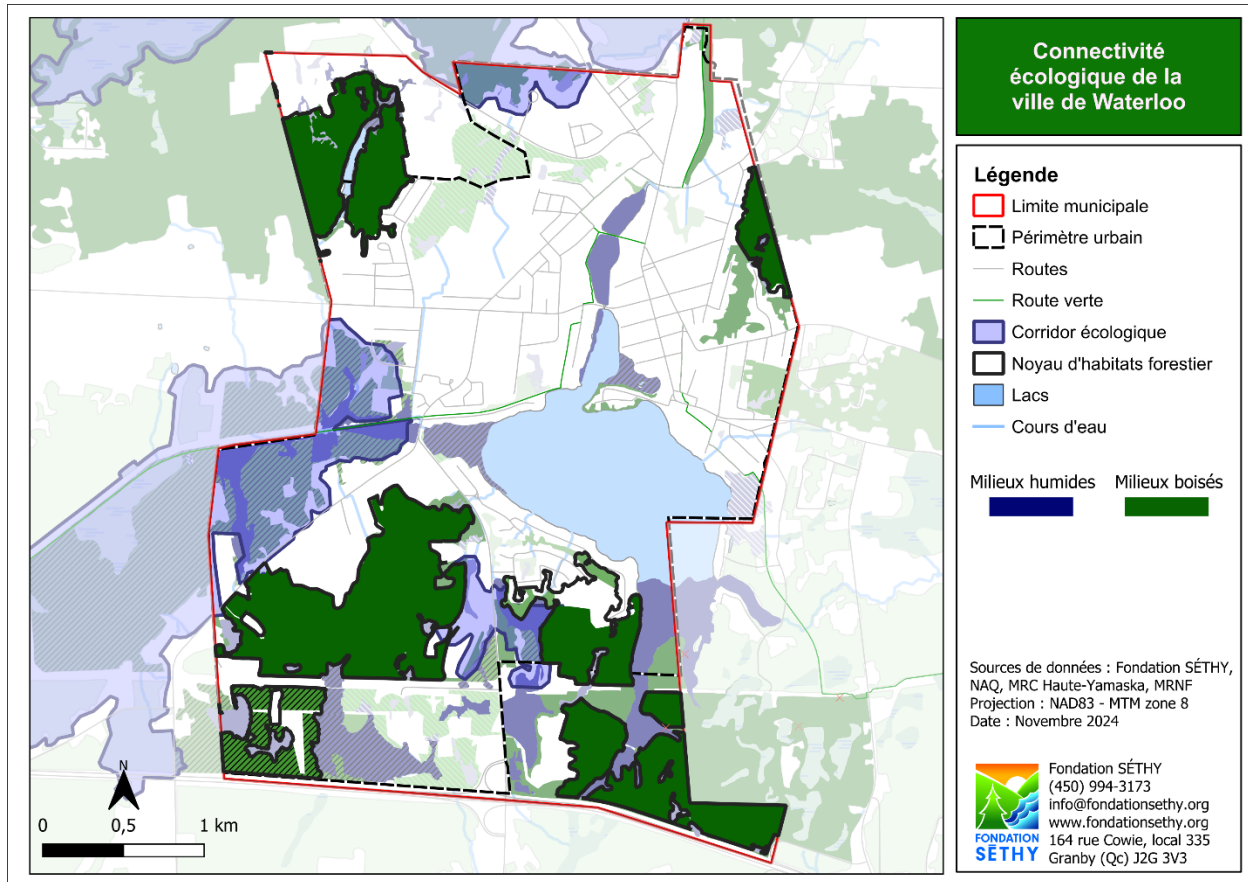 Connectivité
écologique de la
ville de Waterloo
Légende
Limite municipale
Périmètre urbain
Routes
Route verte
Corridor écologique
Noyau d'habitats forestier
Lacs
Cours d'eau
Milieux humides Milieux boisés
Sources de données : Fondation SÉTHY,
NAQ, MRC Haute-Yamaska, MRNF
Projection : NAD83 - MTM zone 8
Date : Novembre 2024
FONDATION
SÉTHY
Fondation SÉTHY
(450) 994-3173
info@fondationsethy.org
www.fondationsethy.org
164 rue Cowie, local 335
Granby (Qc) J2G 3V3
N
0 0,5 1 km